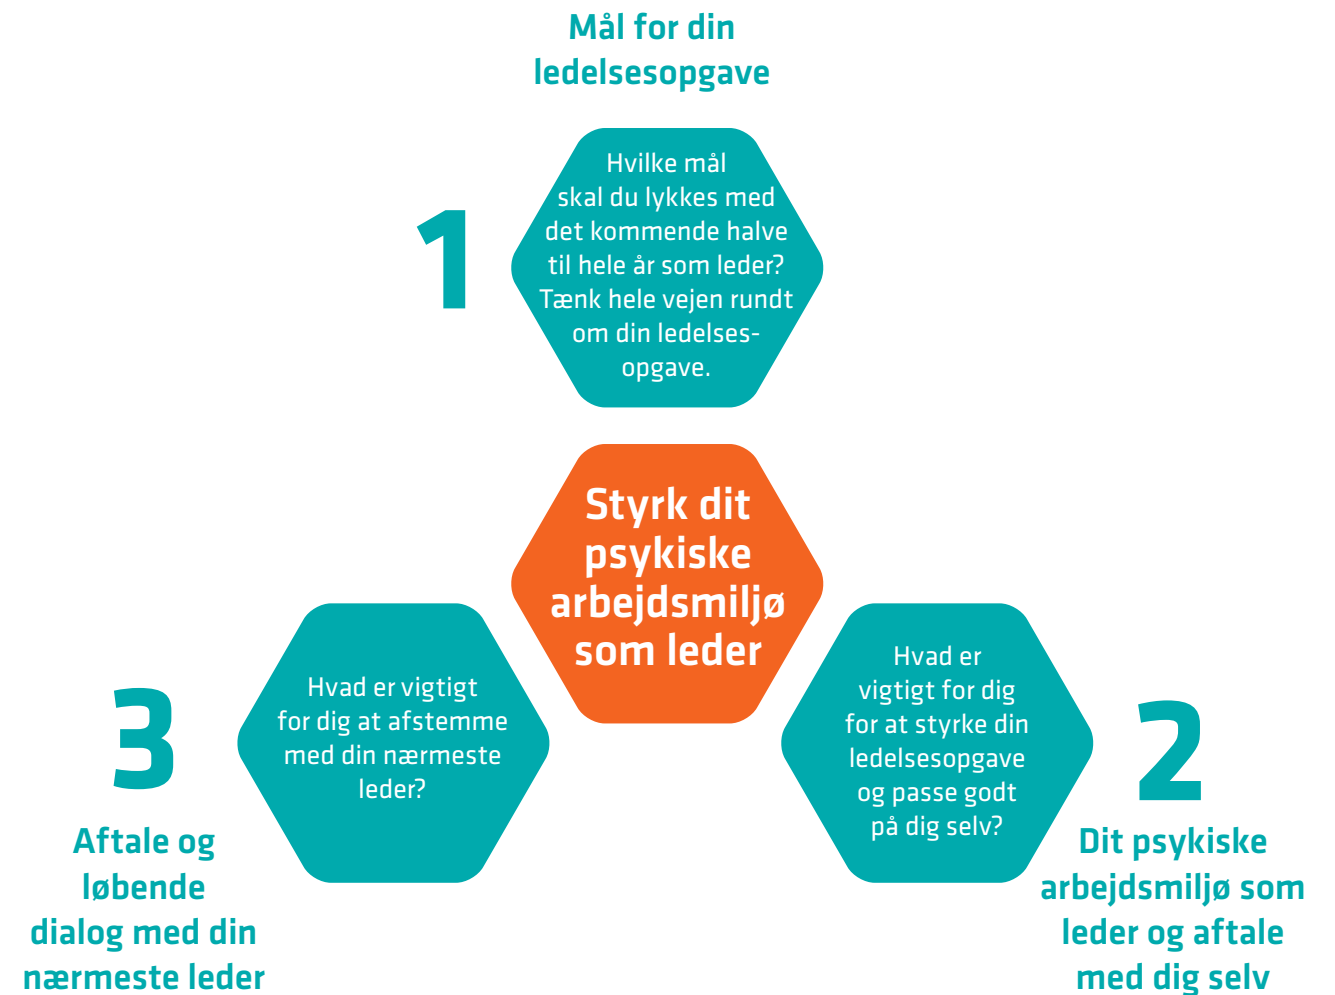 Mål for din
ledelsesopgave
1
Hvilke mål
skal du lykkes med
det kommende halve
til hele år som leder?
Tænk hele vejen rundt
om din ledelses-
opgave.
Styrk dit
psykiske
arbejdsmiljø
som leder
Hvad er
vigtigt for dig
for at styrke din
ledelsesopgave
og passe godt
på dig selv?
2
Dit psykiske
arbejdsmiljø som
leder og aftale
med dig selv
Hvad er vigtigt
for dig at afstemme
med din nærmeste
leder?
3
Aftale og
løbende
dialog med din
nærmeste leder